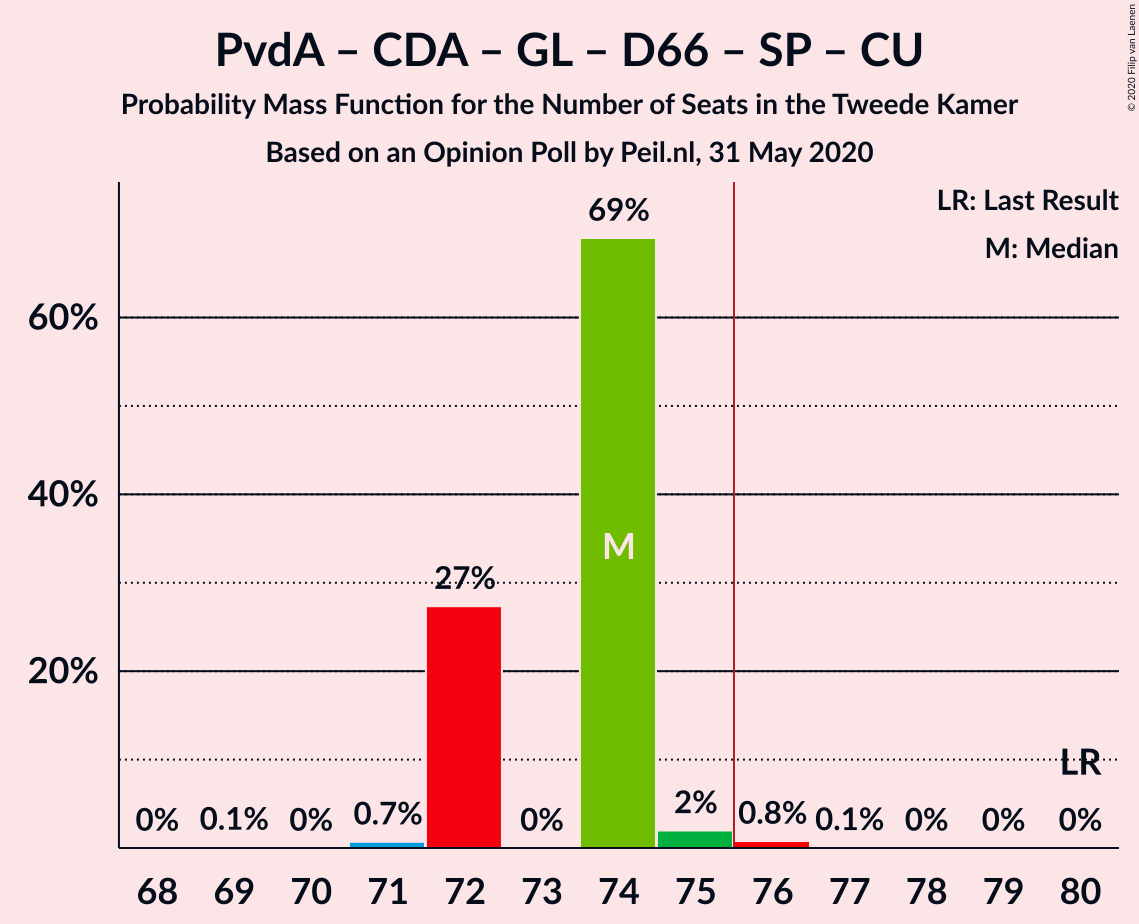 PvdA – CDA – GL – D66 – SP – CU
Probability Mass Function for the Number of Seats in the Tweede Kamer
Based on an Opinion Poll by Peil.nl, 31 May 2020
© 2020 Filip van Laenen
LR: Last Result
M: Median
69%
60%
M
40%
27%
20%
LR
0% 0.1% 0% 0.7% 0% 2% 0.8% 0.1% 0% 0% 0%
68 69 70 71 72 73 74 75 76 77 78 79 80